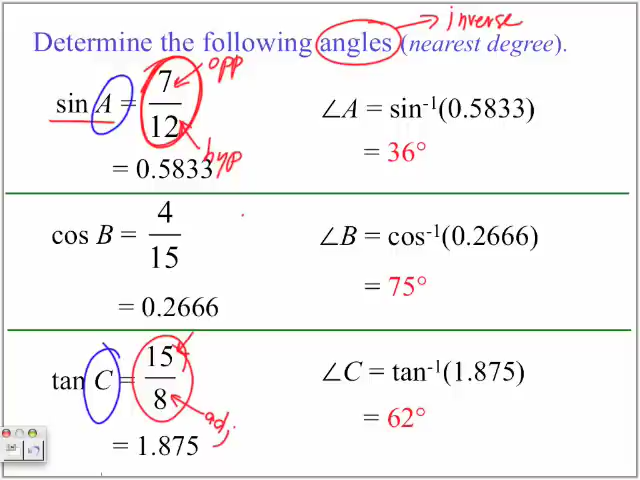 inverse
Determine the following angles (nearest degree).
opp
sin A = 7/12
hyp
= 0.5833
∠A = sin⁻¹(0.5833)
= 36°
cos B = 4/15
= 0.2666
∠B = cos⁻¹(0.2666)
= 75°
tan C = 15/8
adj
= 1.875
∠C = tan⁻¹(1.875)
= 62°